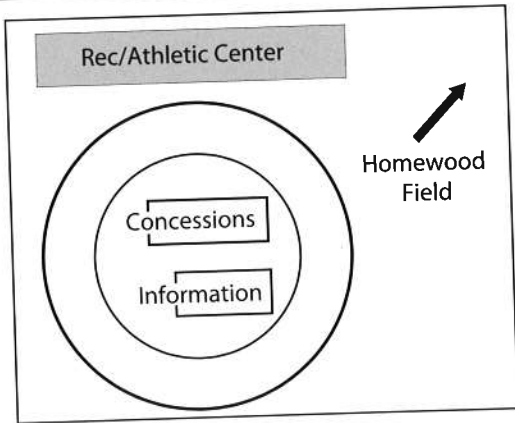 Rec/Athletic Center
Homewood
Field
Concessions
Information